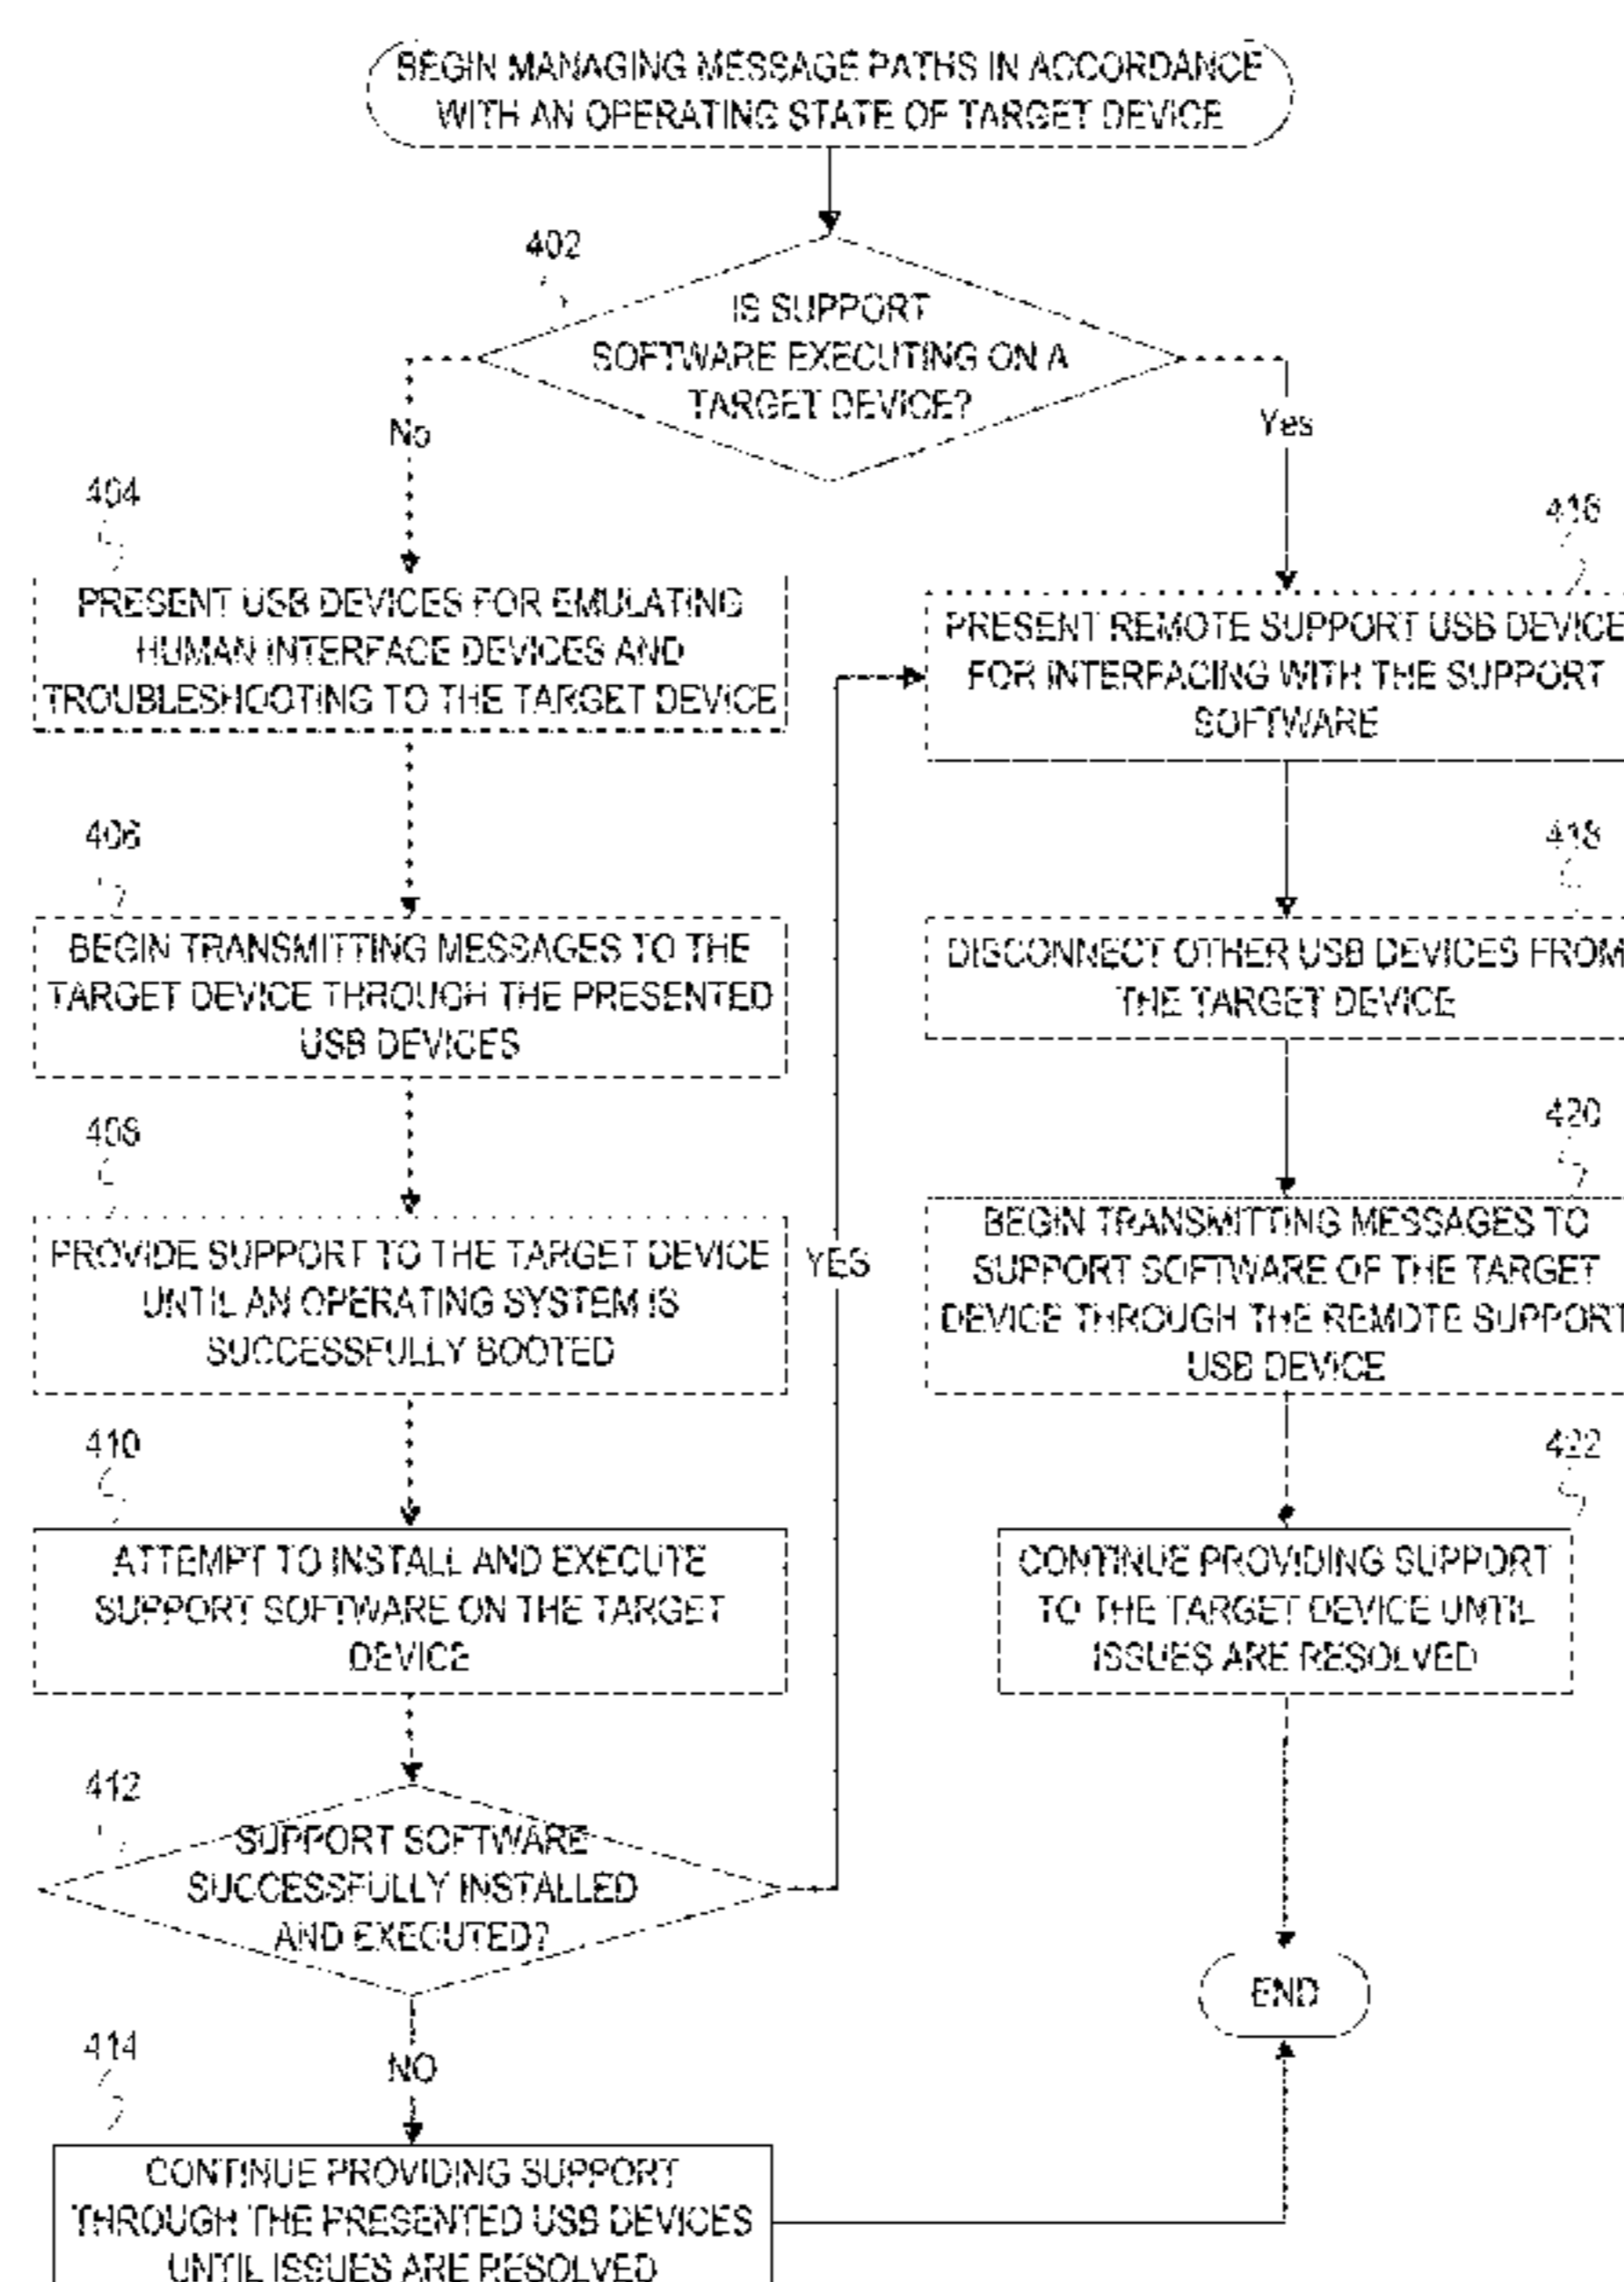 BEGIN MANAGING MESSAGE PATHS IN ACCORDANCE
WITH AN OPERATING STATE OF TARGET DEVICE
402
IS SUPPORT
SOFTWARE EXECUTING ON A
TARGET DEVICE?
No
Yes
404
PRESENT USB DEVICES FOR EMULATING
HUMAN INTERFACE DEVICES AND
TROUBLESHOOTING TO THE TARGET DEVICE
416
PRESENT REMOTE SUPPORT USB DEVICE
FOR INTERFACING WITH THE SUPPORT
SOFTWARE
406
BEGIN TRANSMITTING MESSAGES TO THE
TARGET DEVICE THROUGH THE PRESENTED
USB DEVICES
418
DISCONNECT OTHER USB DEVICES FROM
THE TARGET DEVICE
408
PROVIDE SUPPORT TO THE TARGET DEVICE
UNTIL AN OPERATING SYSTEM IS
SUCCESSFULLY BOOTED
YES
420
BEGIN TRANSMITTING MESSAGES TO
SUPPORT SOFTWARE OF THE TARGET
DEVICE THROUGH THE REMOTE SUPPORT
USB DEVICE
410
ATTEMPT TO INSTALL AND EXECUTE
SUPPORT SOFTWARE ON THE TARGET
DEVICE
422
CONTINUE PROVIDING SUPPORT
TO THE TARGET DEVICE UNTIL
ISSUES ARE RESOLVED
412
SUPPORT SOFTWARE
SUCCESSFULLY INSTALLED
AND EXECUTED?
END
NO
414
CONTINUE PROVIDING SUPPORT
THROUGH THE PRESENTED USB DEVICES
UNTIL ISSUES ARE RESOLVED